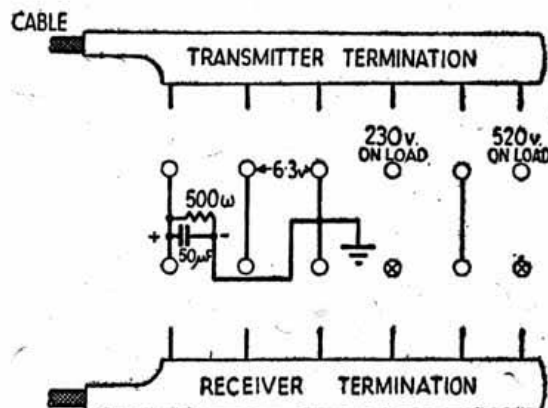 CABLE
TRANSMITTER TERMINATION
230v.
ON LOAD
520v.
ON LOAD
6·3v
500ω
+
-
50μF
RECEIVER TERMINATION